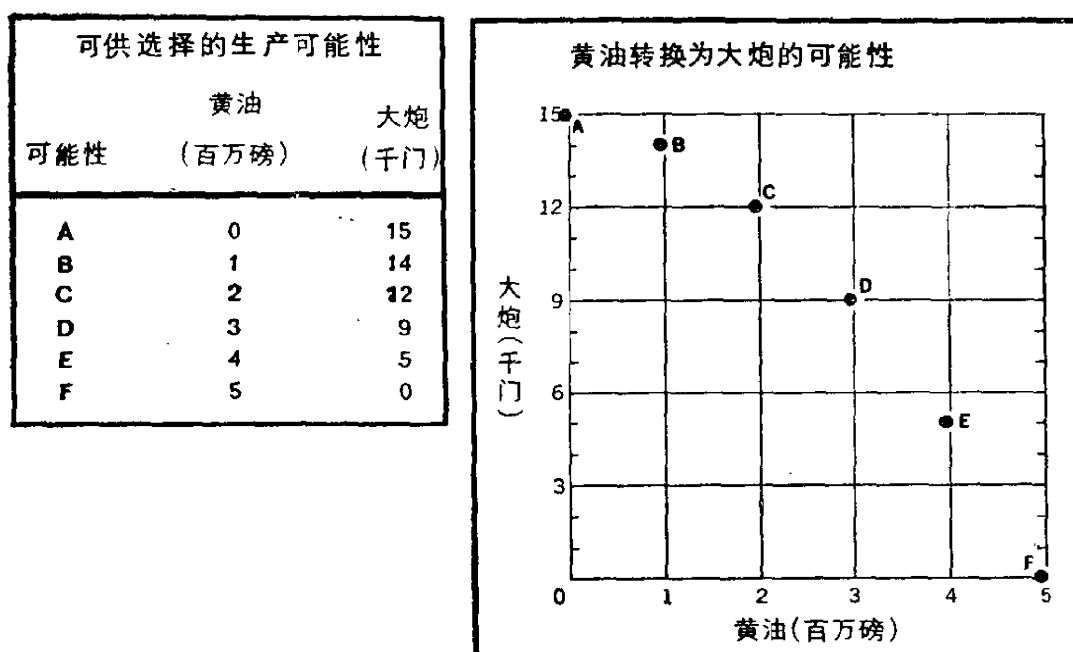 可供选择的生产可能性
黄油 大炮
可能性 (百万磅) (千门)
A 0 15
B 1 14
C 2 12
D 3 9
E 4 5
F 5 0
黄油转换为大炮的可能性
15
12
9
6
3
0 1 2 3 4 5
A
B
C
D
E
F
大炮(千门)
黄油(百万磅)